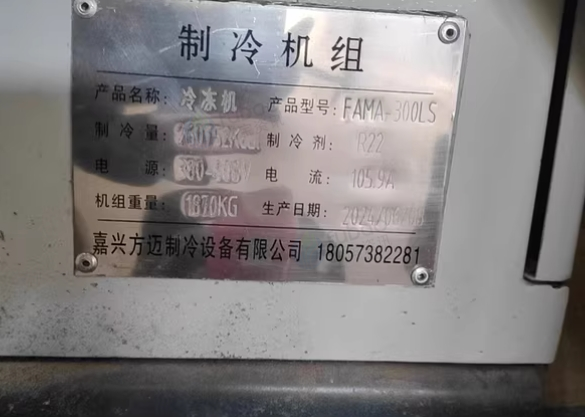 制冷机组
产品名称: 冷冻机 产品型号: FAMA-300LS
制冷量: 制冷剂: R22
电 源: 电 流: 105.9A
机组重量: 1870KG 生产日期:
嘉兴方迈制冷设备有限公司 18057382281